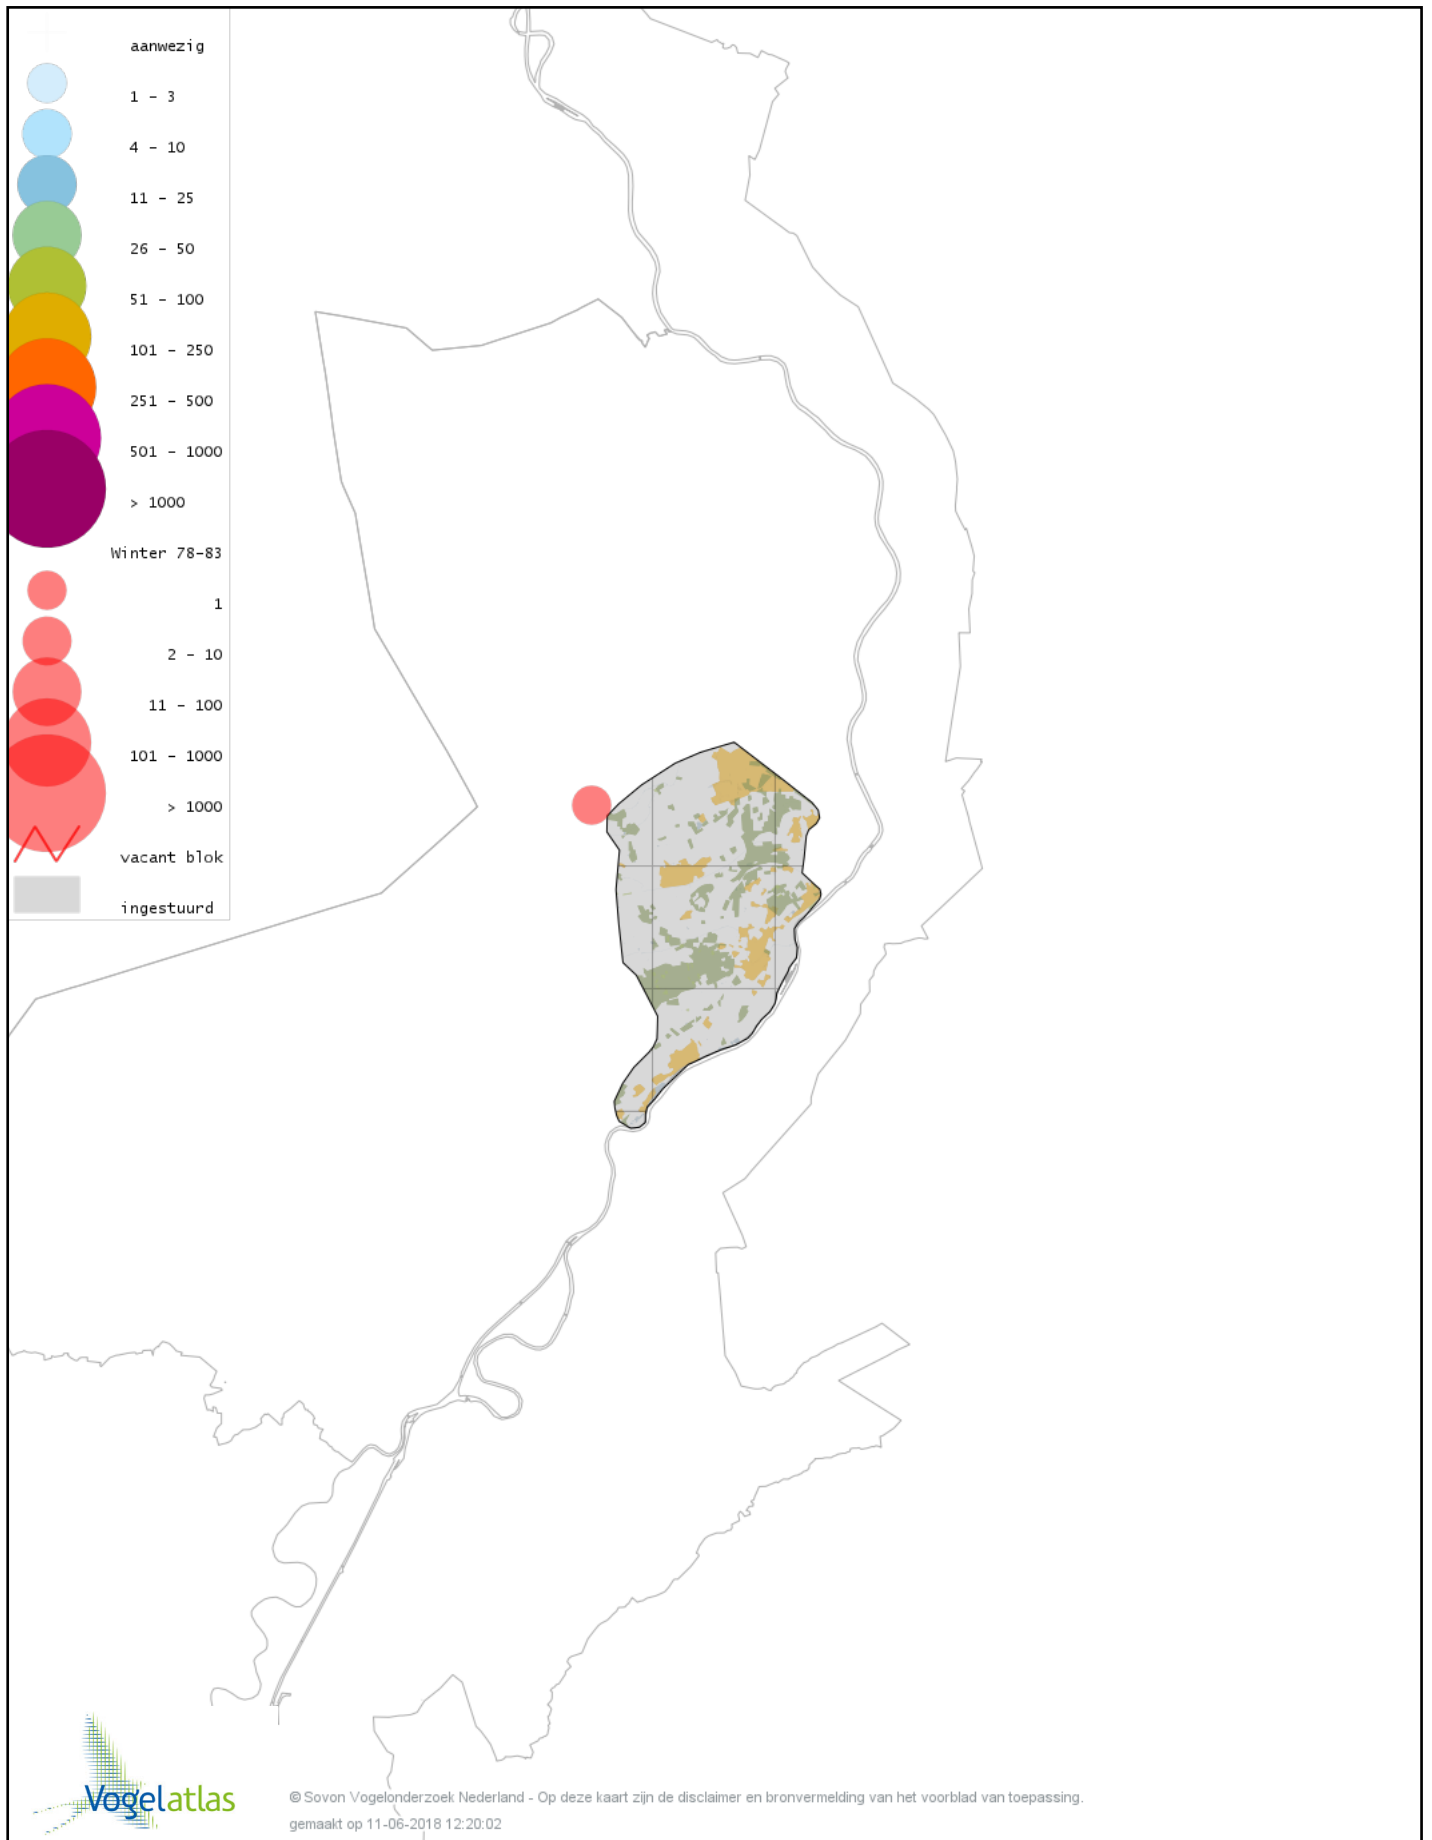 aanwezig
1 - 3
4 - 10
11 - 25
26 - 50
51 - 100
101 - 250
251 - 500
501 - 1000
> 1000
Winter 78-83
1
2 - 10
11 - 100
101 - 1000
> 1000
vacant blok
ingestuurd
Vogelatlas
© Sovon Vogelonderzoek Nederland - Op deze kaart zijn de disclaimer en bronvermelding van het voorblad van toepassing.
gemaakt op 11-06-2018 12:20:02